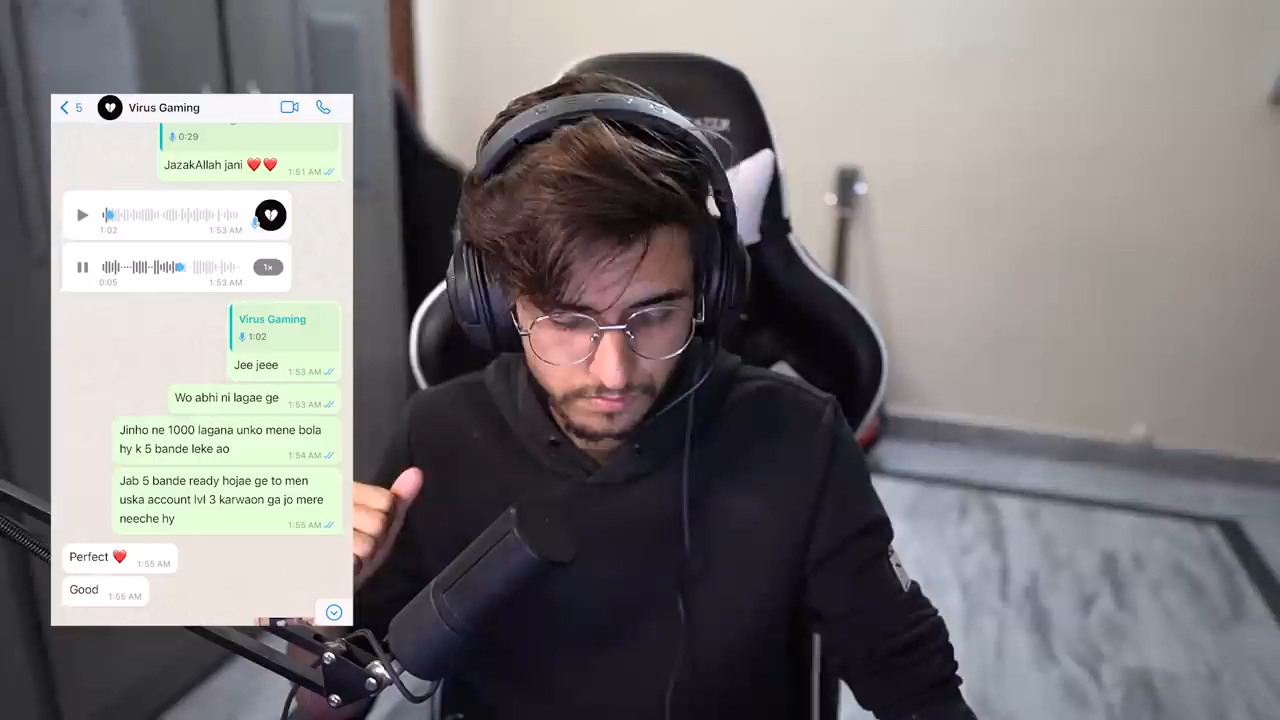 5
Virus Gaming
0:29
JazakAllah jani ❤️❤️
1:51 AM
1:02
1:53 AM
1×
0:05
1:53 AM
Virus Gaming
1:02
Jee jeee
1:53 AM
Wo abhi ni lagae ge
1:53 AM
Jinho ne 1000 lagana unko mene bola
hy k 5 bande leke ao
1:54 AM
Jab 5 bande ready hojae ge to men
uska account lvl 3 karwaon ga jo mere
neeche hy
1:55 AM
Perfect ❤️
1:55 AM
Good
1:55 AM